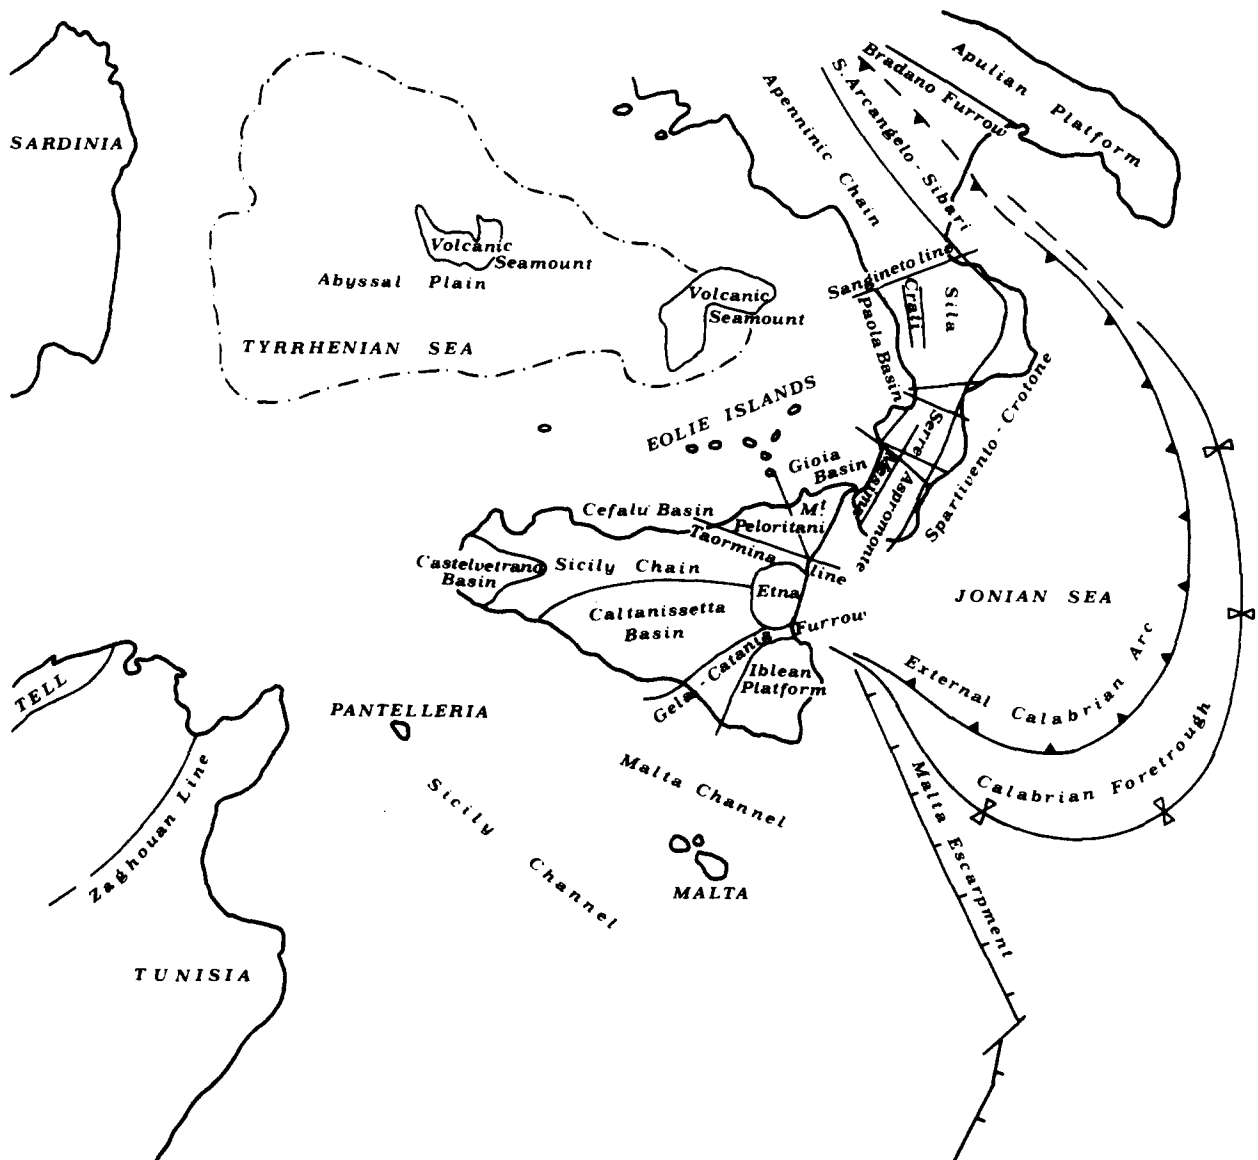 Apulian Platform
Bradano Furrow
S. Arcangelo - Sibari
Apenninic Chain
SARDINIA
Volcanic
Seamount
Abyssal Plain
Volcanic
Seamount
TYRRHENIAN SEA
Sangineto line
Crati
Sila
Paola Basin
EOLIE ISLANDS
Serre
Spartivento - Crotone
Gioia
Basin
Mesima
Aspromonte
Cefalu' Basin
Mt
Peloritani
Taormina line
Castelvetrano
Basin
Sicily Chain
Etna
Caltanissetta
Basin
JONIAN SEA
Gela - Catania Furrow
Iblean
Platform
External Calabrian Arc
TELL
PANTELLERIA
Calabrian Foretrough
Zaghouan Line
Malta Channel
Sicily Channel
Malta Escarpment
MALTA
TUNISIA